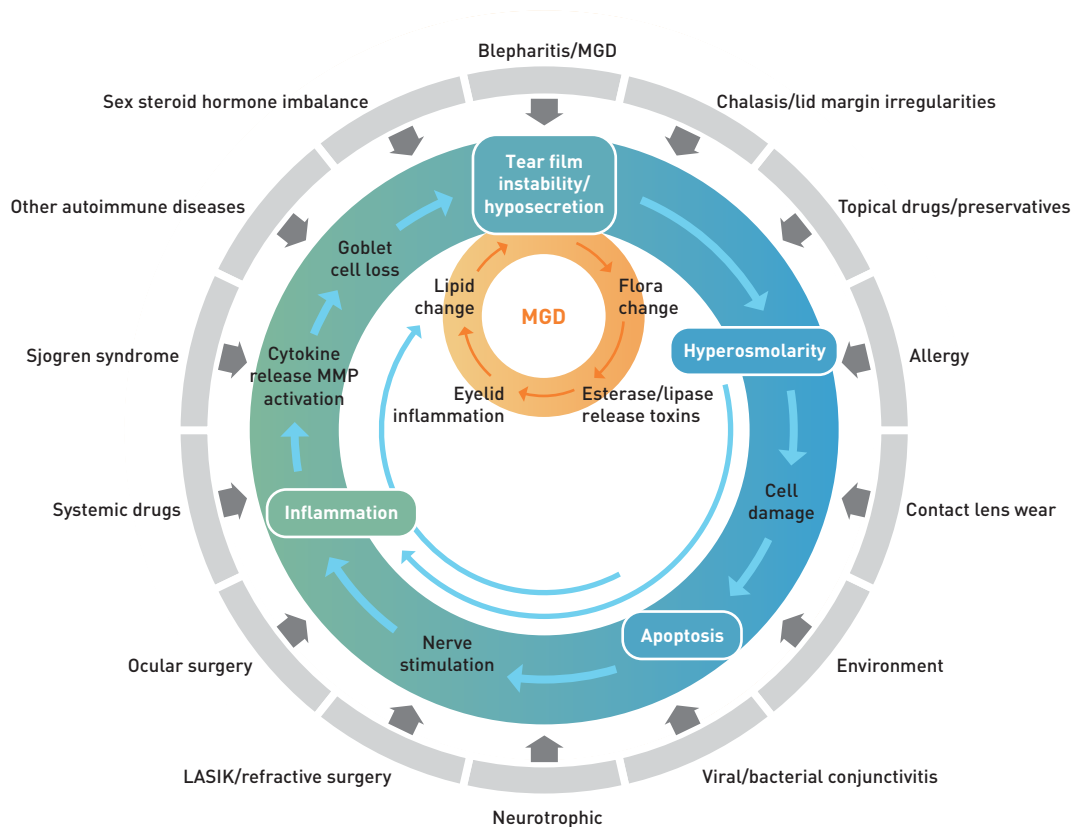 Blepharitis/MGD
Sex steroid hormone imbalance
Chalasis/lid margin irregularities
Other autoimmune diseases
Topical drugs/preservatives
Sjogren syndrome
Allergy
Systemic drugs
Contact lens wear
Ocular surgery
Environment
LASIK/refractive surgery
Viral/bacterial conjunctivitis
Neurotrophic
Tear film
instability/
hyposecretion
Hyperosmolarity
Cell
damage
Apoptosis
Nerve
stimulation
Inflammation
Cytokine
release MMP
activation
Goblet
cell loss
MGD
Flora
change
Esterase/lipase
release toxins
Eyelid
inflammation
Lipid
change